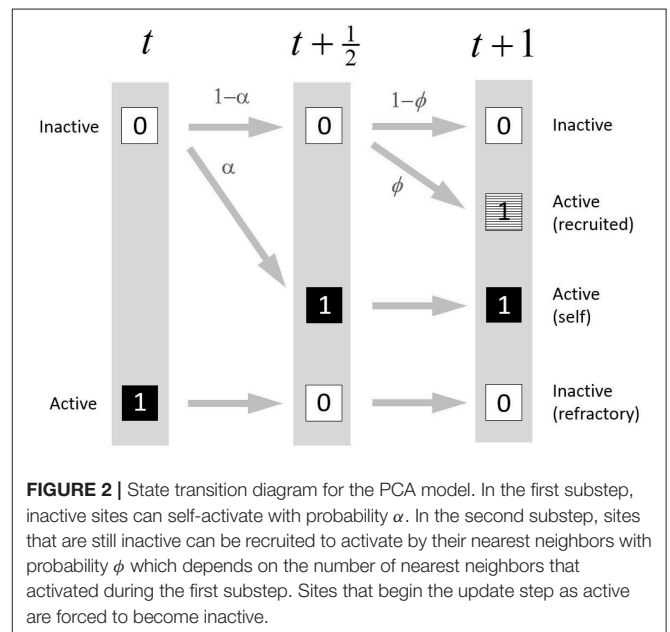 t t + 1/2 t + 1
1−α 1−ϕ
Inactive 0 0 0 Inactive
α ϕ
1 Active
(recruited)
1 1 Active
(self)
Active 1 0 0 Inactive
(refractory)
FIGURE 2 | State transition diagram for the PCA model. In the first substep,
inactive sites can self-activate with probability α. In the second substep, sites
that are still inactive can be recruited to activate by their nearest neighbors with
probability ϕ which depends on the number of nearest neighbors that
activated during the first substep. Sites that begin the update step as active
are forced to become inactive.